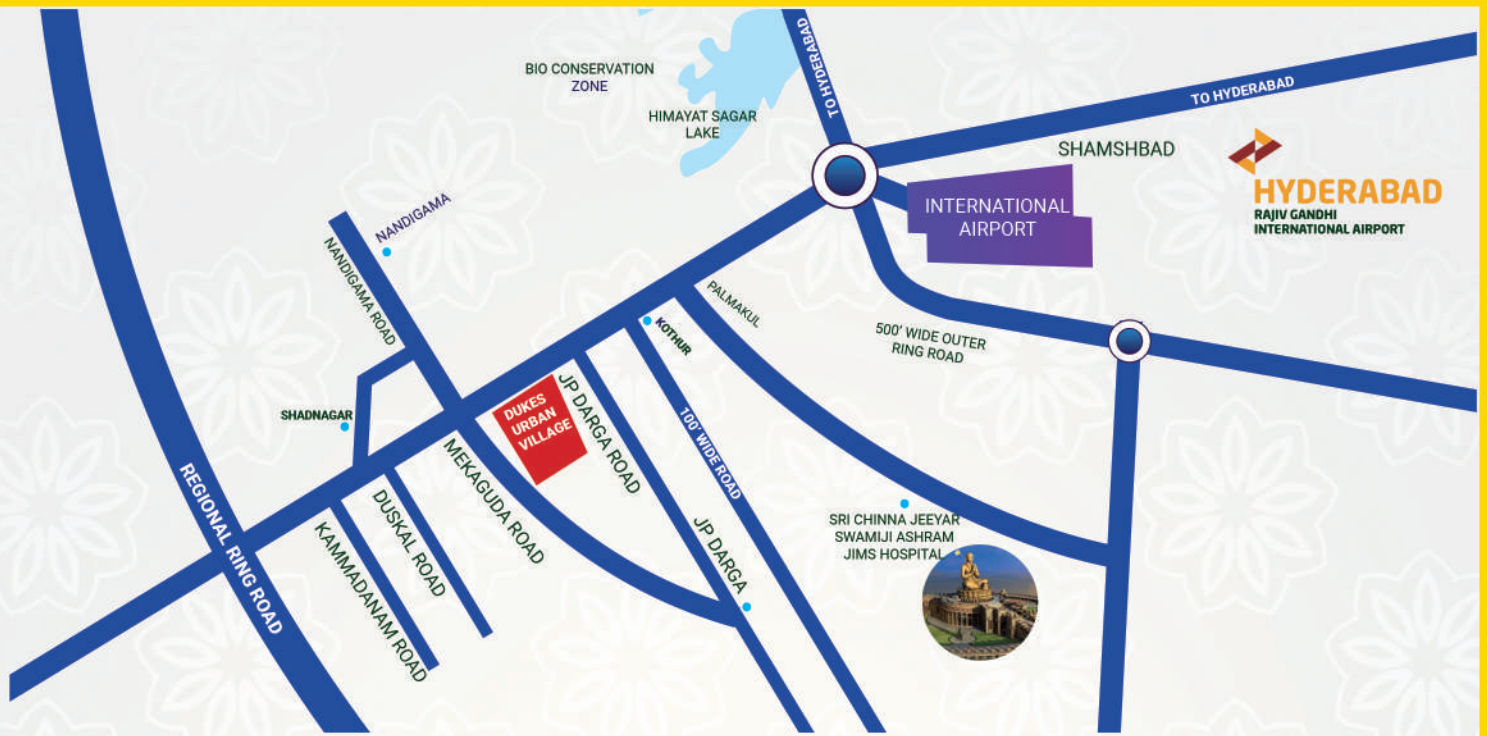 BIO CONSERVATION
ZONE
HIMAYAT SAGAR
LAKE
TO HYDERABAD
TO HYDERABAD
SHAMSHBAD
HYDERABAD
RAJIV GANDHI
INTERNATIONAL AIRPORT
INTERNATIONAL
AIRPORT
NANDIGAMA
NANDIGAMA ROAD
PALMAKUL
KOTHUR
500' WIDE OUTER
RING ROAD
SHADNAGAR
DUKES
URBAN
VILLAGE
JP DARGA ROAD
100' WIDE ROAD
MEKAGUDA ROAD
REGIONAL RING ROAD
DUSKAL ROAD
KAMMADANAM ROAD
JP DARGA
SRI CHINNA JEEYAR
SWAMIJI ASHRAM
JIMS HOSPITAL